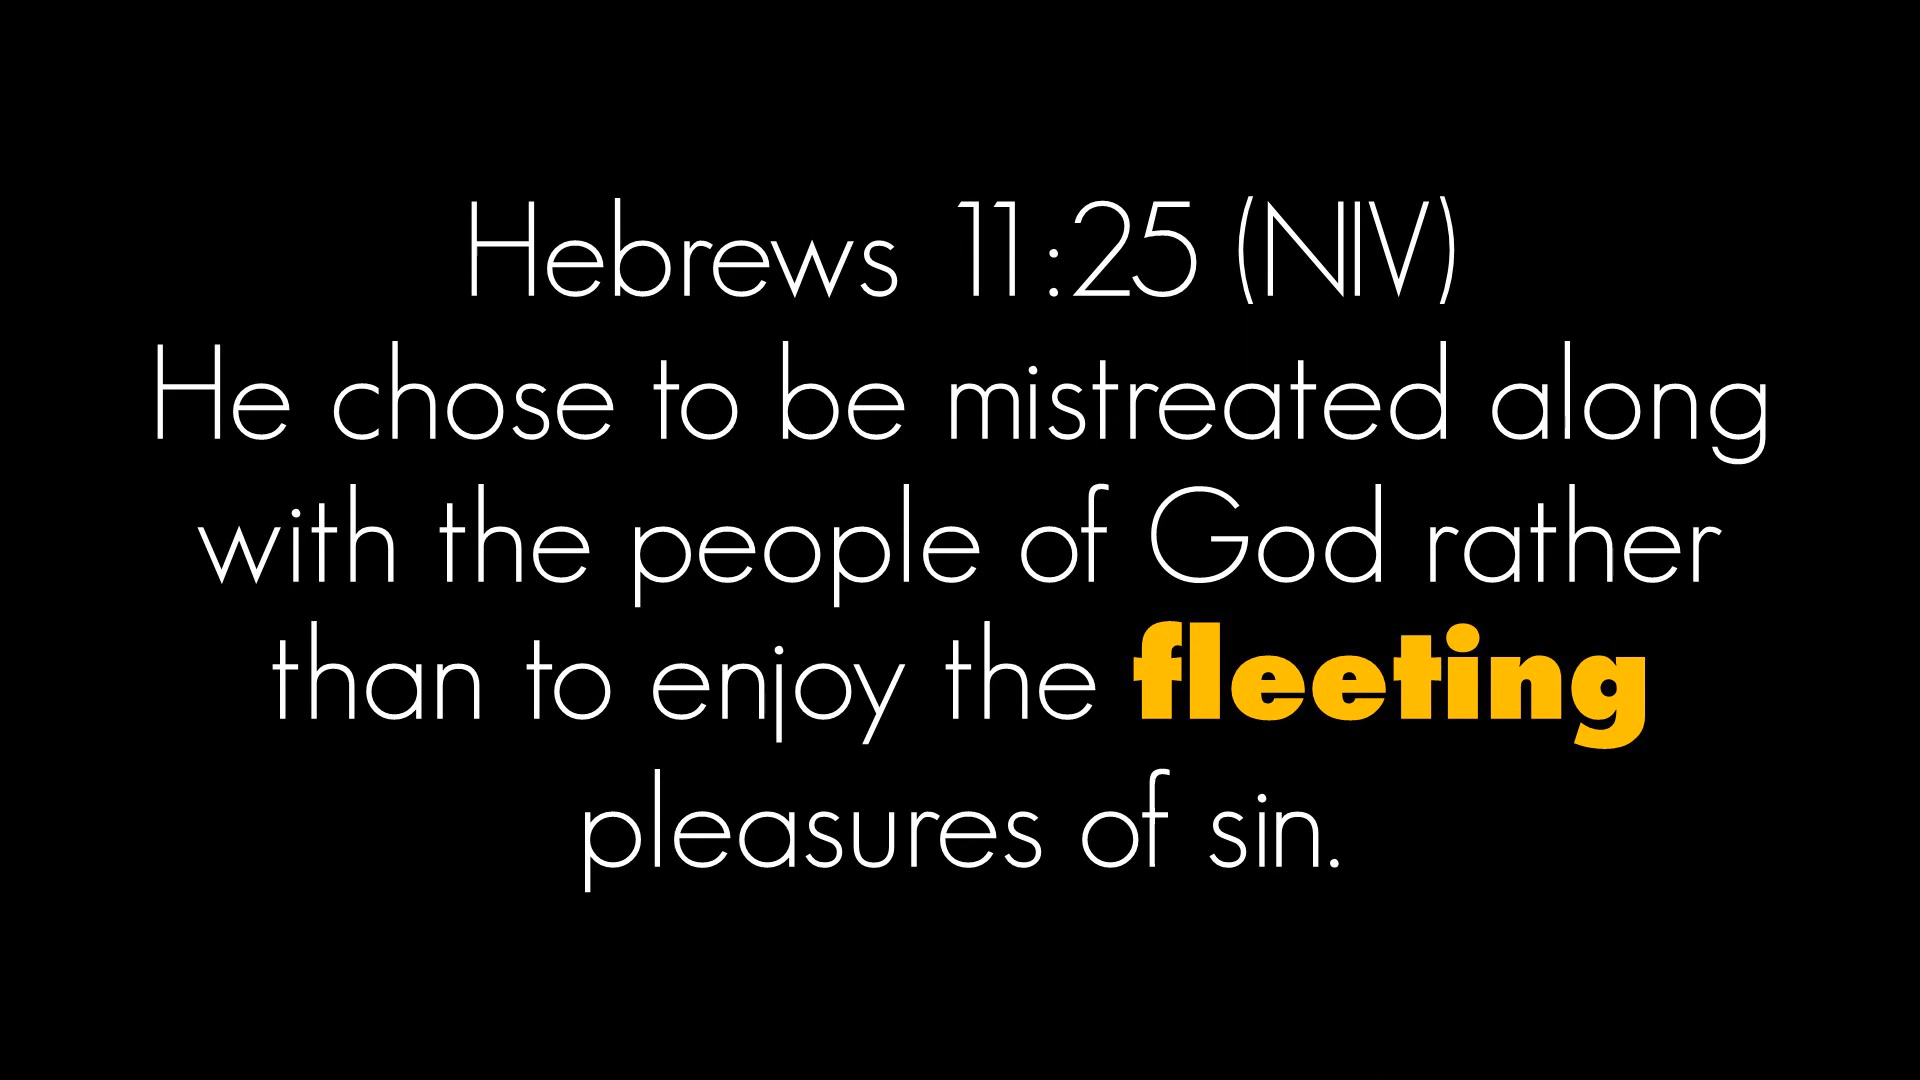 Hebrews 11:25 (NIV)
He chose to be mistreated along
with the people of God rather
than to enjoy the fleeting
pleasures of sin.